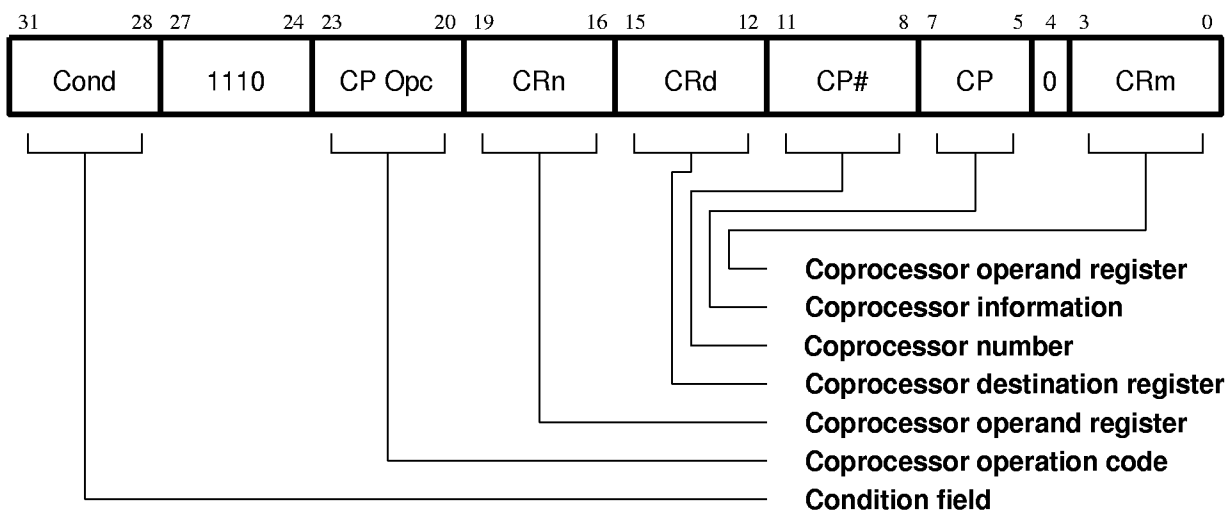 31 28 27 24 23 20 19 16 15 12 11 8 7 5 4 3 0
Cond 1110 CP Opc CRn CRd CP# CP 0 CRm
Coprocessor operand register
Coprocessor information
Coprocessor number
Coprocessor destination register
Coprocessor operand register
Coprocessor operation code
Condition field